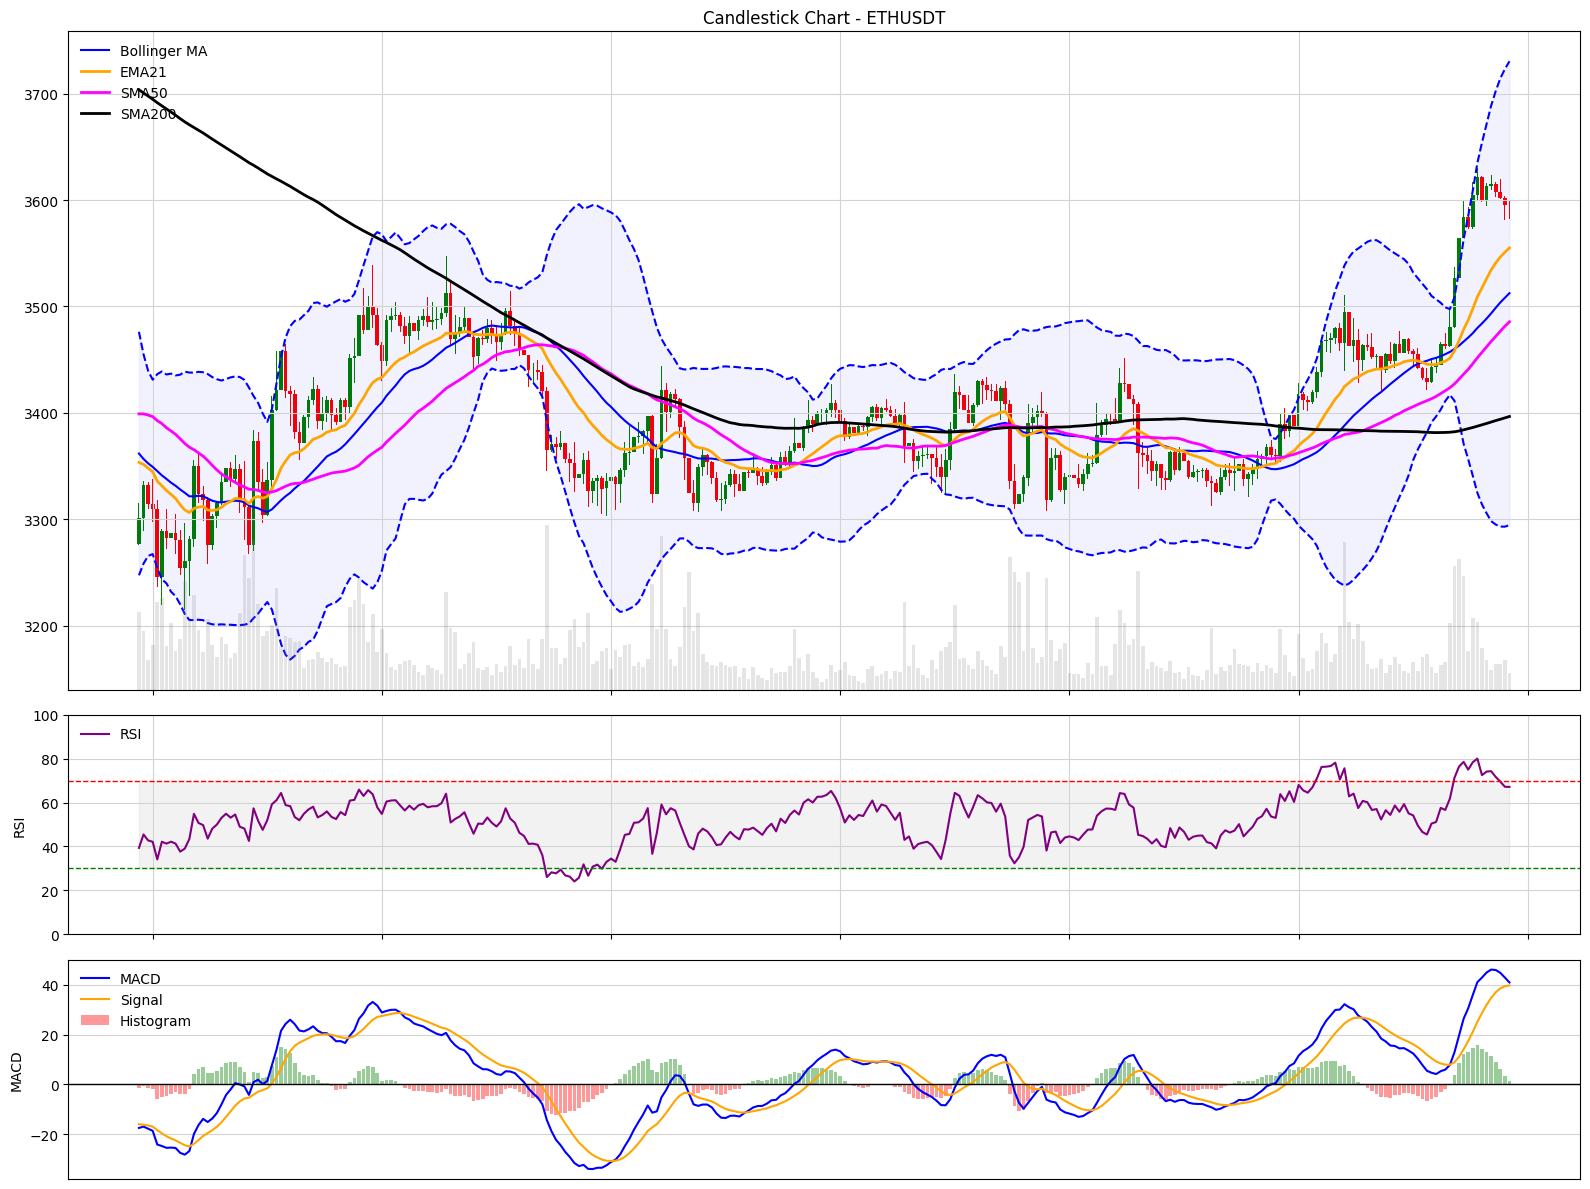 Candlestick Chart - ETHUSDT
Bollinger MA
EMA21
SMA50
SMA200
3700
3600
3500
3400
3300
3200
RSI
100
80
60
40
20
0
RSI
MACD
Signal
Histogram
40
20
0
−20
MACD